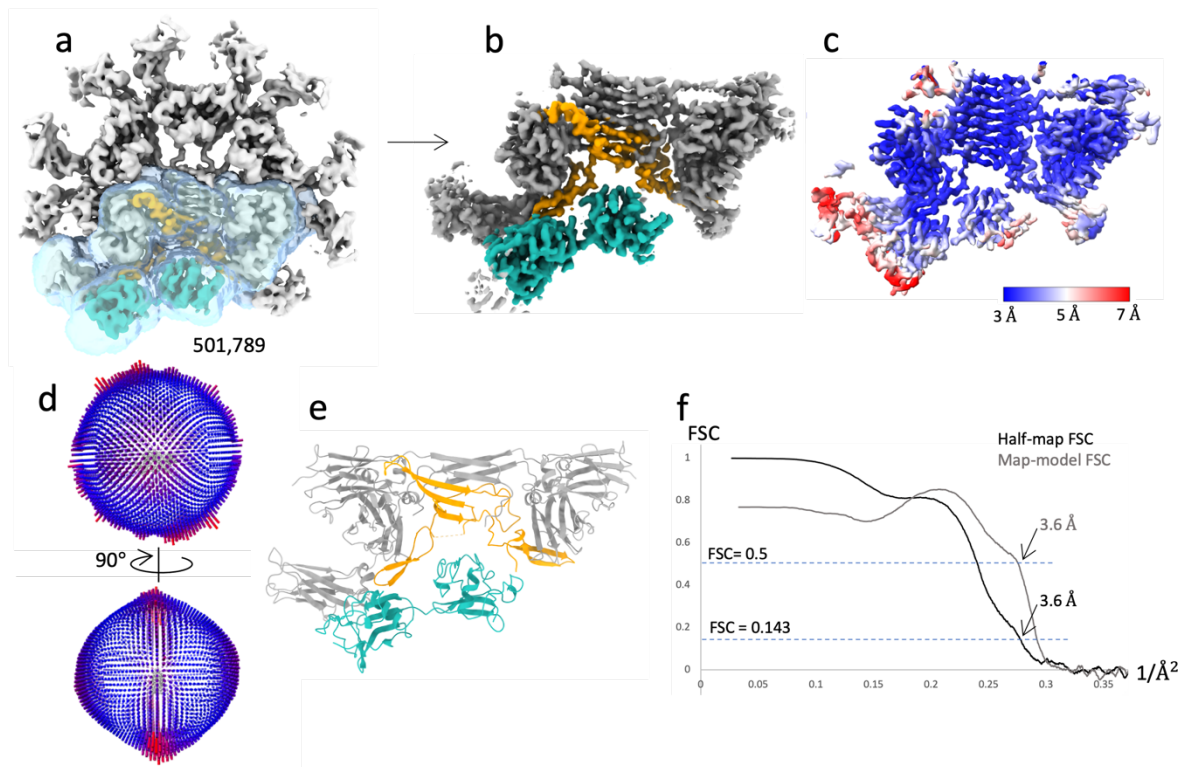 a
b
c
501,789
3 Å 5 Å 7 Å
d
90°
e
f
FSC
Half-map FSC
Map-model FSC
1
0.8
0.6
0.4
0.2
0
FSC= 0.5
FSC = 0.143
3.6 Å
3.6 Å
0 0.05 0.1 0.15 0.2 0.25 0.3 0.35
1/Å²